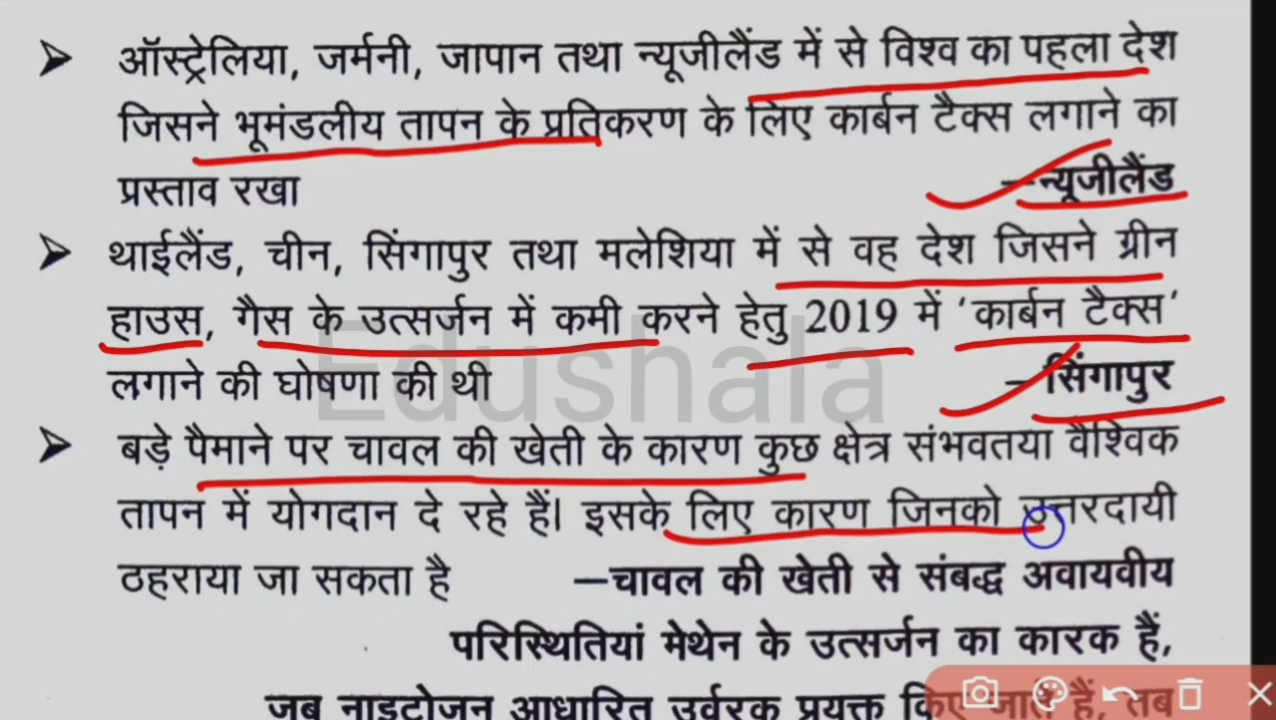 ➤ ऑस्ट्रेलिया, जर्मनी, जापान तथा न्यूजीलैंड में से विश्व का पहला देश
जिसने भूमंडलीय तापन के प्रतिकरण के लिए कार्बन टैक्स लगाने का
प्रस्ताव रखा –न्यूजीलैंड
➤ थाईलैंड, चीन, सिंगापुर तथा मलेशिया में से वह देश जिसने ग्रीन
हाउस, गैस के उत्सर्जन में कमी करने हेतु 2019 में ‘कार्बन टैक्स’
लगाने की घोषणा की थी – सिंगापुर
Edushala
➤ बड़े पैमाने पर चावल की खेती के कारण कुछ क्षेत्र संभवतया वैश्विक
तापन में योगदान दे रहे हैं। इसके लिए कारण जिनको उत्तरदायी
ठहराया जा सकता है –चावल की खेती से संबद्ध अवायवीय
परिस्थितियां मेथेन के उत्सर्जन का कारक हैं,
जब नाइट्रोजन आधारित उर्वरक प्रयुक्त किए जाते हैं, तब